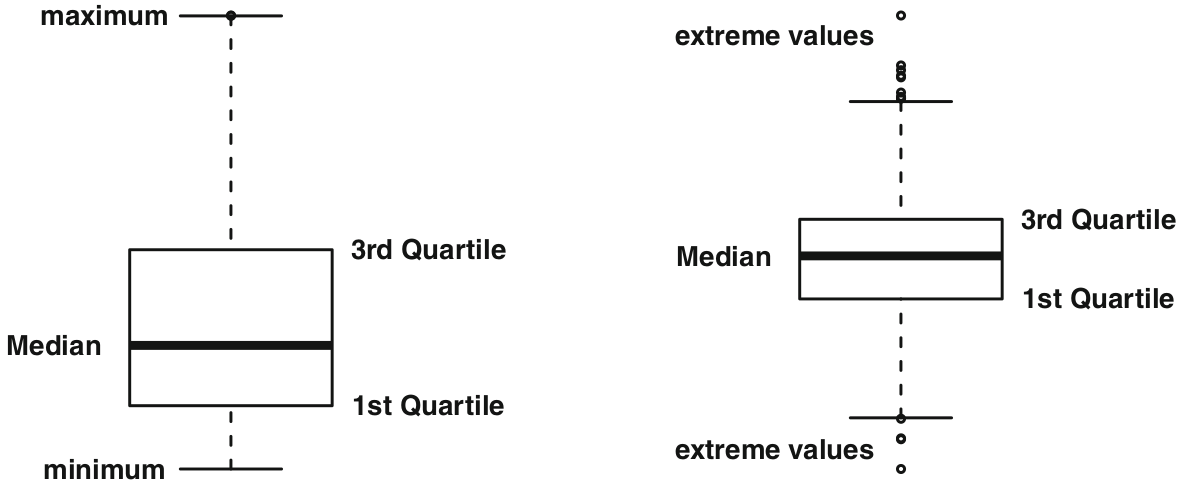 maximum
3rd Quartile
Median
1st Quartile
minimum
extreme values
3rd Quartile
Median
1st Quartile
extreme values